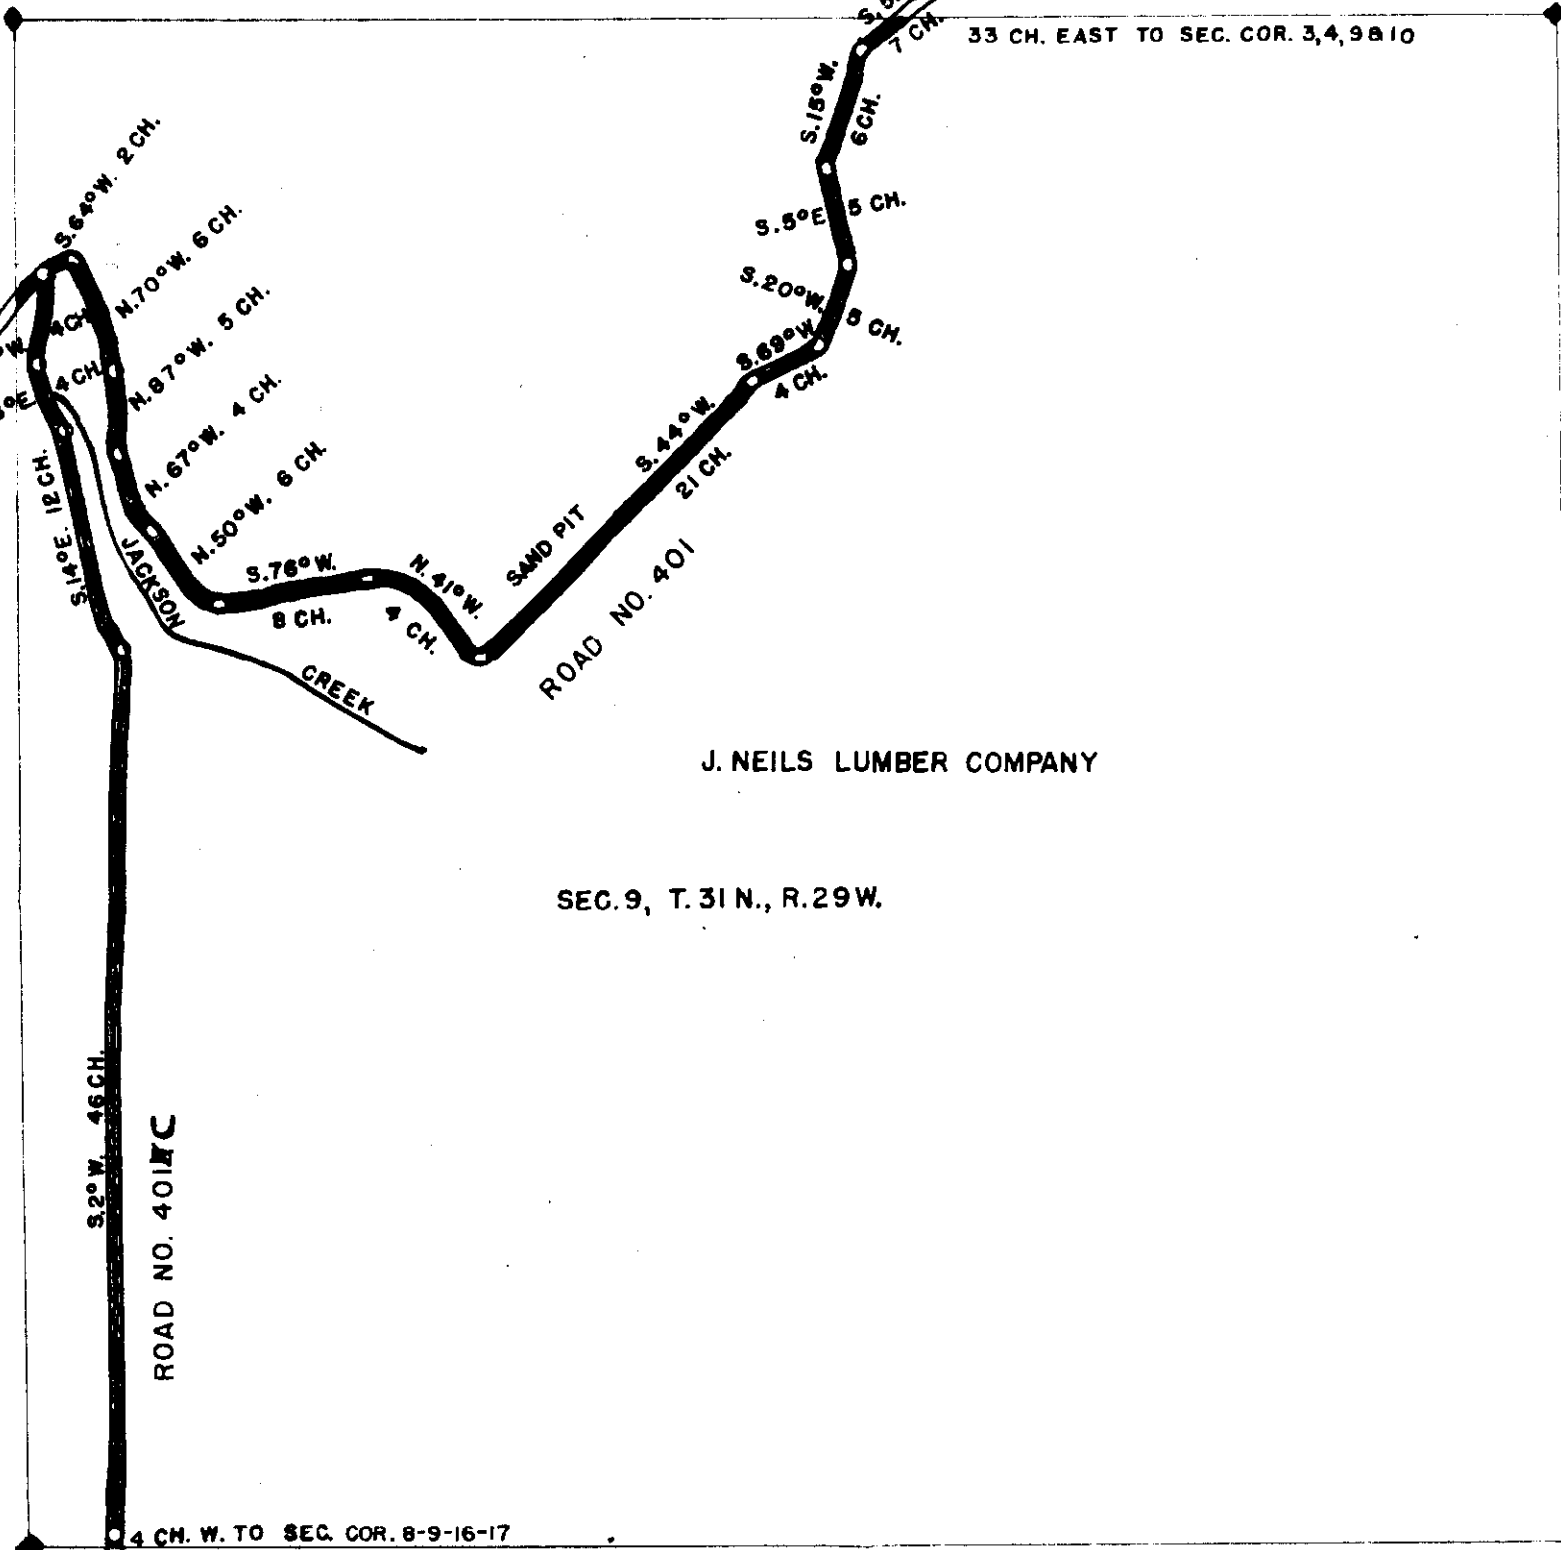 7 CH.
33 CH. EAST TO SEC. COR. 3,4,9&10
S.15°W.
6 CH.
S.5°E 5 CH.
S.20°W.
5 CH.
S.69°W.
4 CH.
S.44°W.
21 CH.
SAND PIT
ROAD NO. 401
N.41°W.
4 CH.
S.76°W.
8 CH.
S.64°W. 2 CH.
N.70°W. 6 CH.
N.87°W. 5 CH.
N.67°W. 4 CH.
N.50°W. 6 CH.
4 CH.
4 CH.
S.14°E. 12 CH.
JACKSON
CREEK
J. NEILS LUMBER COMPANY
SEC. 9, T. 31 N., R. 29 W.
S.2°W. 46 CH.
ROAD NO. 401 C
4 CH. W. TO SEC. COR. 8-9-16-17